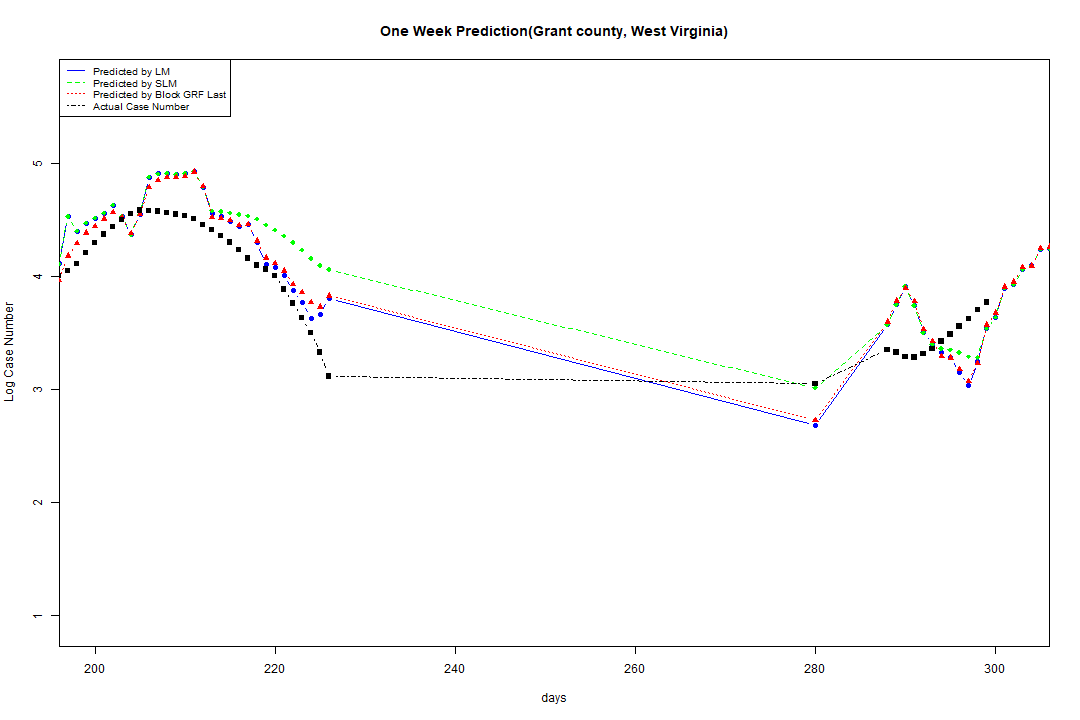 One Week Prediction(Grant county, West Virginia)
Predicted by LM
Predicted by SLM
Predicted by Block GRF Last
Actual Case Number
5
4
3
2
1
Log Case Number
200 220 240 260 280 300
days